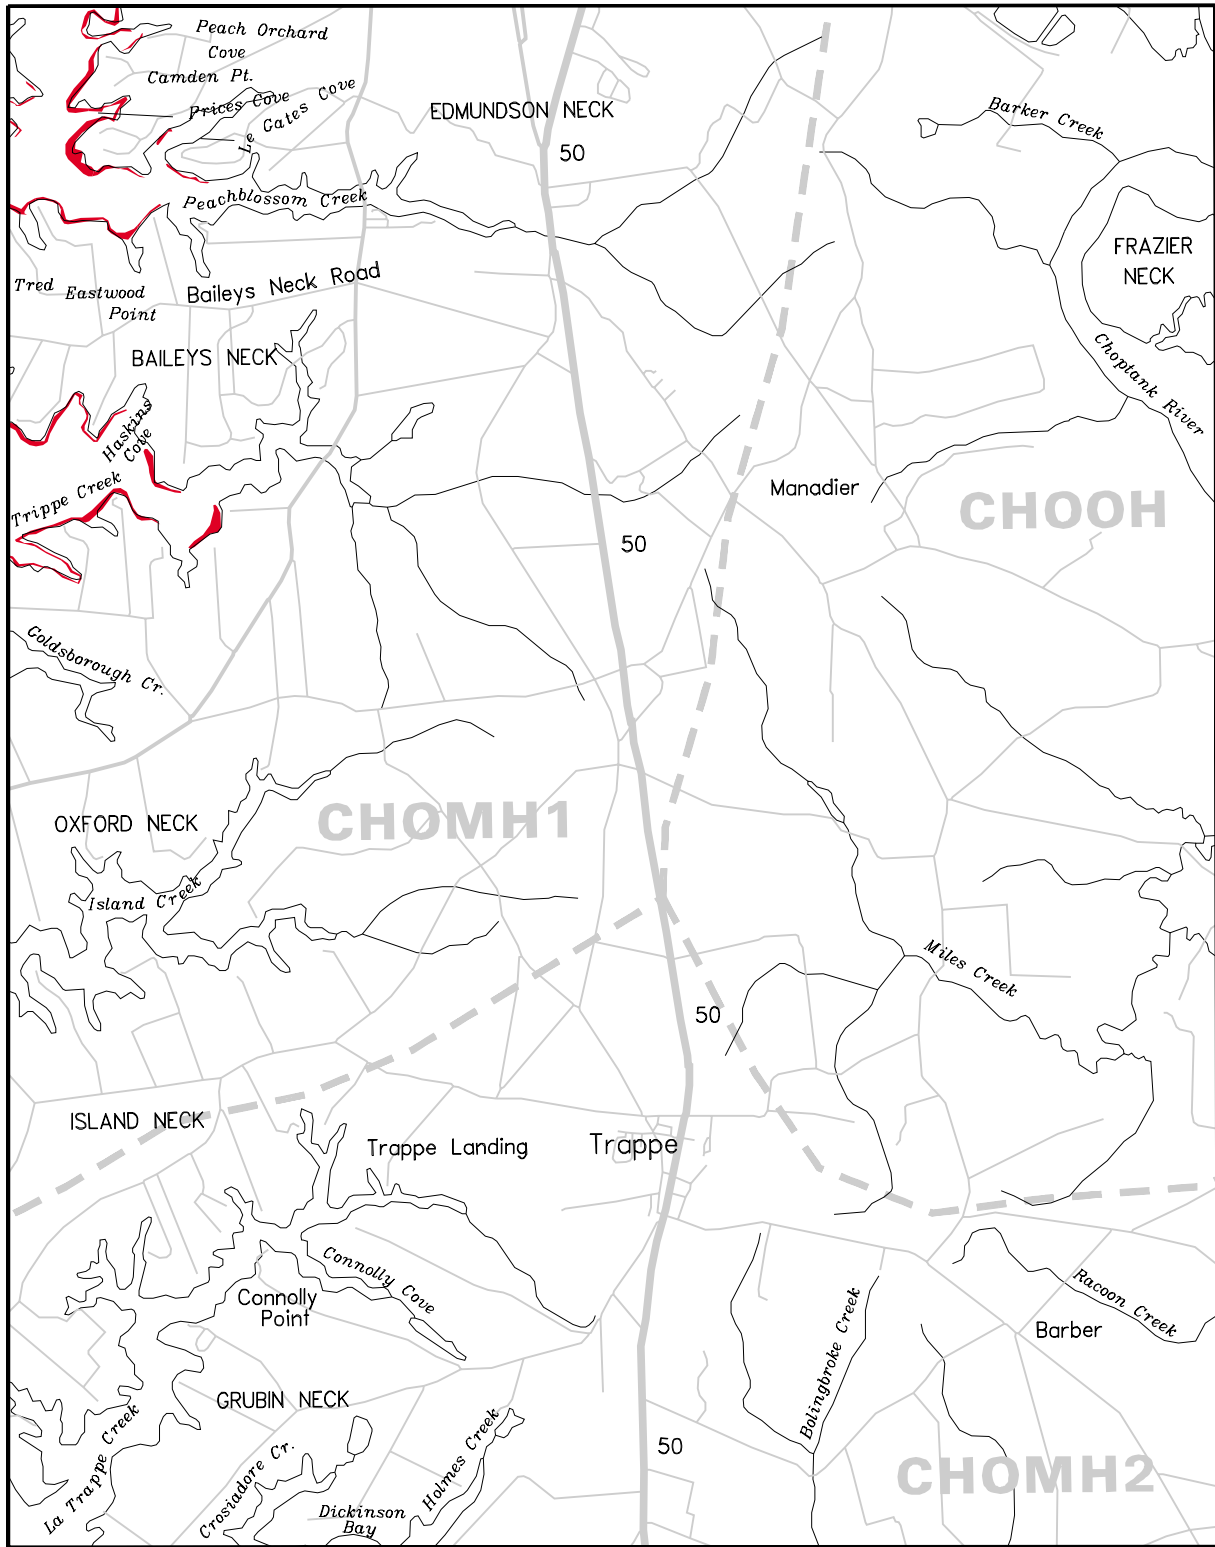 Peach Orchard
Cove
Camden Pt.
Prices Cove
Le Gates Cove
EDMUNDSON NECK
50
Barker Creek
Peachblossom Creek
FRAZIER
NECK
Tred
Eastwood
Point
Baileys Neck Road
BAILEYS NECK
Choptank River
Haskins
Cove
Trippe Creek
Manadier
CHOOH
50
Goldsborough Cr.
OXFORD NECK
CHOMH1
Island Creek
Miles Creek
50
ISLAND NECK
Trappe Landing
Trappe
Connolly Cove
Connolly
Point
Racoon Creek
Barber
Bolingbroke Creek
GRUBIN NECK
La Trappe Creek
Crosiadore Cr.
Holmes Creek
50
CHOMH2
Dickinson
Bay